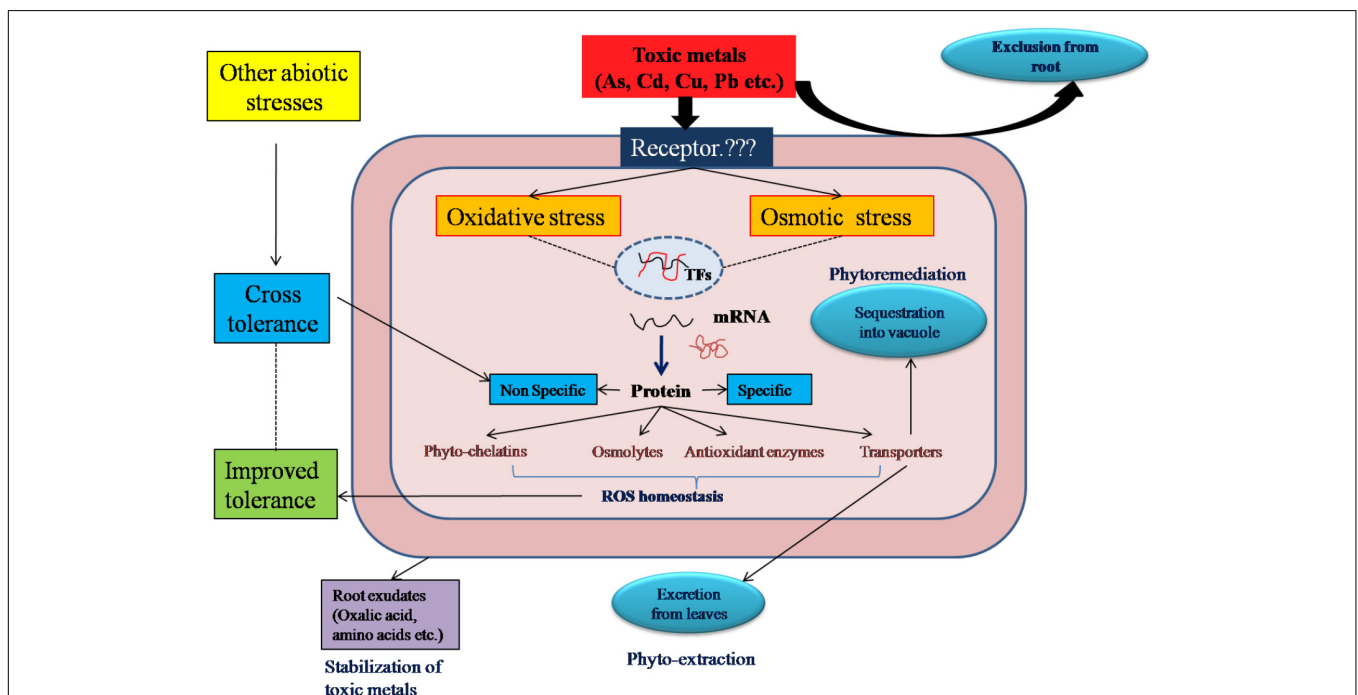 Toxic metals
(As, Cd, Cu, Pb etc.)
Exclusion from
root
Other abiotic
stresses
Receptor.???
Oxidative stress
Osmotic stress
TFs
Phytoremediation
Sequestration
into vacuole
mRNA
Cross
tolerance
Non Specific
Protein
Specific
Phyto-chelatins
Osmolytes
Antioxidant enzymes
Transporters
Improved
tolerance
ROS homeostasis
Root exudates
(Oxalic acid,
amino acids etc.)
Stabilization of
toxic metals
Excretion
from leaves
Phyto-extraction